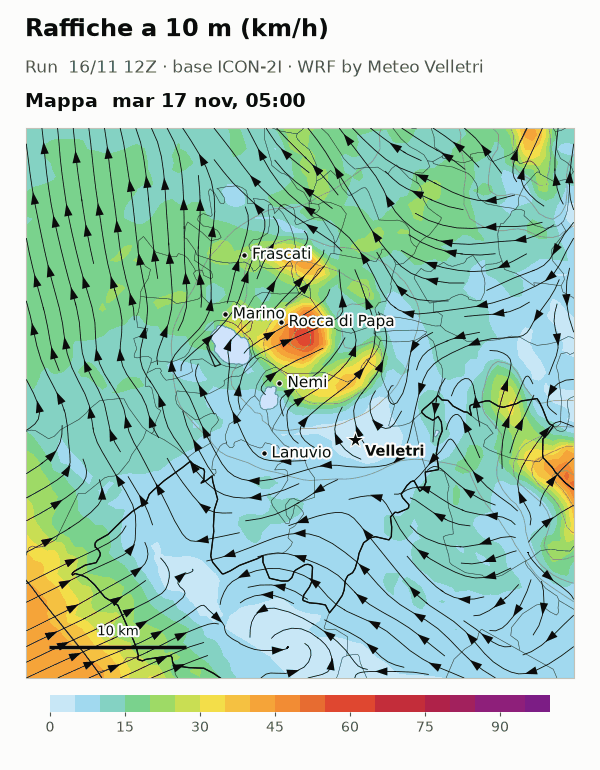 Raffiche a 10 m (km/h)
Run  16/11 12Z · base ICON-2I · WRF by Meteo Velletri
Mappa  mar 17 nov, 05:00
Frascati
Marino
Rocca di Papa
Nemi
Lanuvio
Velletri
10 km
0 15 30 45 60 75 90